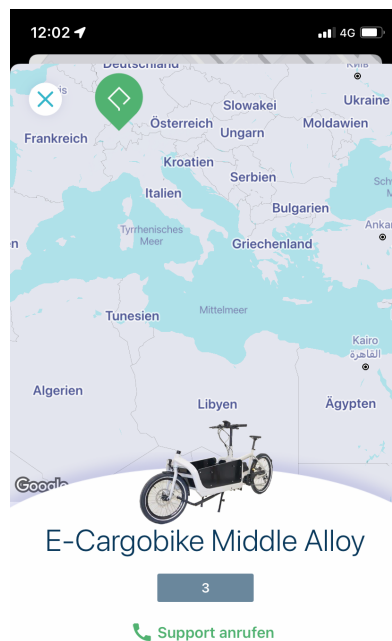 12:02
4G
Deutschland
Київ
Slowakei
Ukraine
Österreich
Moldawien
Frankreich
Ungarn
Kroatien
Serbien
Italien
Bulgarien
Tyrrhenisches
Meer
Griechenland
Mittelmeer
Tunesien
Kairo
القاهرة
Algerien
Libyen
Ägypten
Google
E-Cargobike Middle Alloy
3
Support anrufen